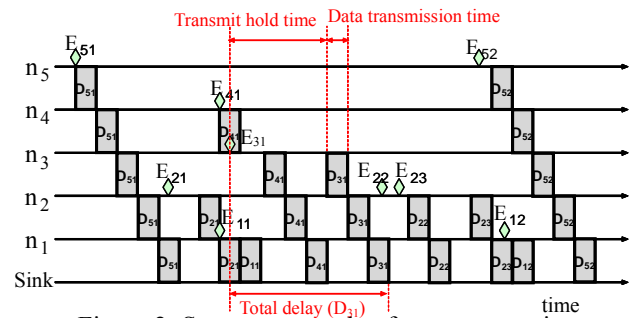 Transmit hold time Data transmission time
E51 E52
n5
D51 D52
E41
n4
D51 D41 D52
E31
n3
D51 D41 D31 D52
E21 E22 E23
n2
D51 D21 D41 D31 D22 D23 D52
E11 E12
n1
D51 D21 D11 D41 D31 D22 D23 D12 D52
Sink
Total delay (D31)
time